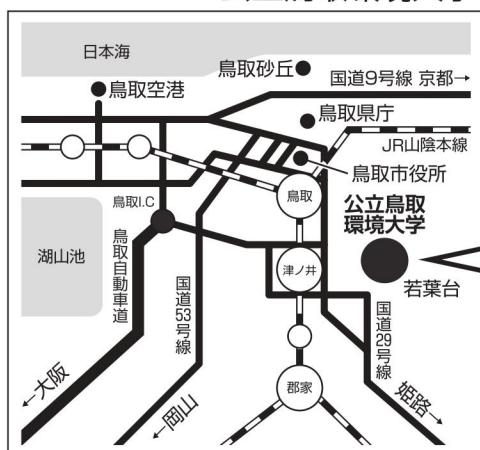 日本海
鳥取砂丘
国道9号線 京都→
鳥取空港
鳥取県庁
JR山陰本線
鳥取市役所
鳥取
鳥取I.C
公立鳥取
環境大学
湖山池
鳥取自動車道
津ノ井
若葉台
国道53号線
国道29号線
←大阪
←岡山
郡家
姫路→